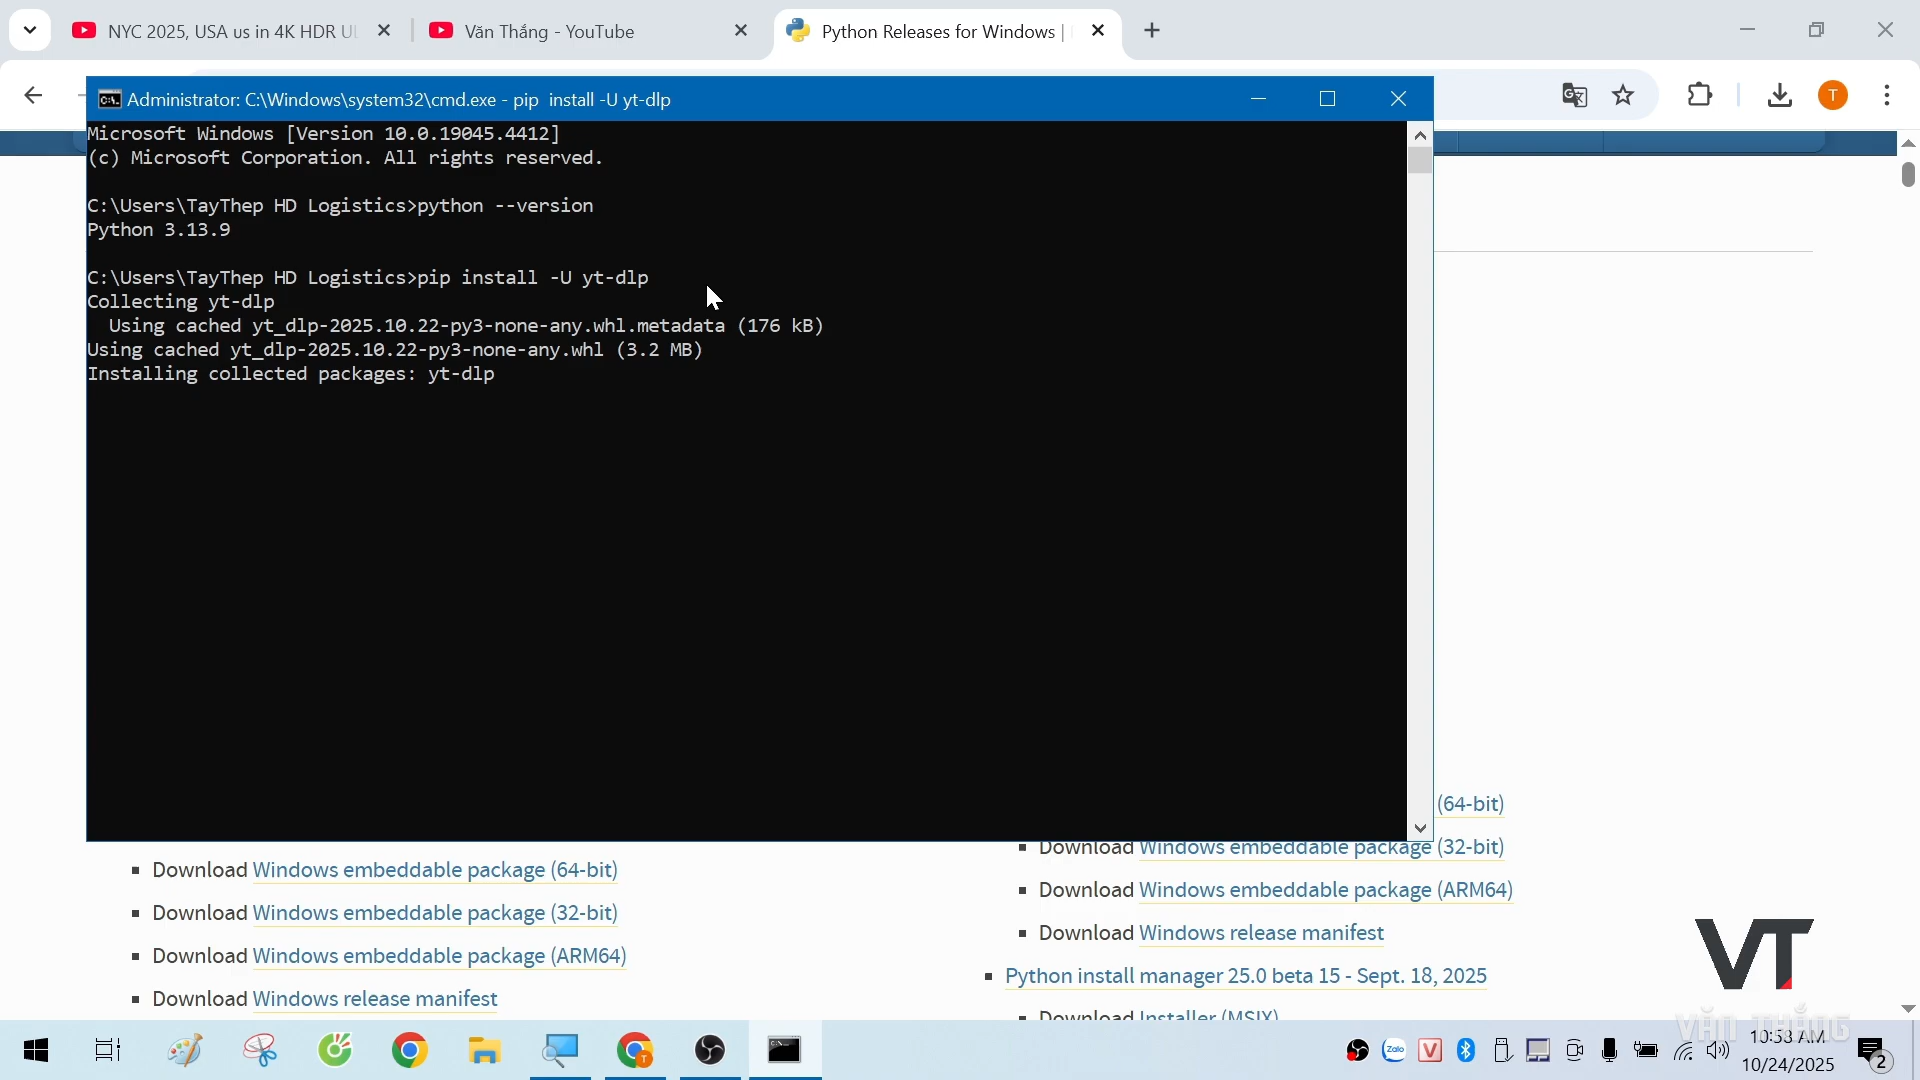 NYC 2025, USA us in 4K HDR Ul
Văn Thắng - YouTube
Python Releases for Windows |
T
Administrator: C:\Windows\system32\cmd.exe - pip  install -U yt-dlp
Microsoft Windows [Version 10.0.19045.4412]
(c) Microsoft Corporation. All rights reserved.
C:\Users\TayThep HD Logistics>python --version
Python 3.13.9
C:\Users\TayThep HD Logistics>pip install -U yt-dlp
Collecting yt-dlp
  Using cached yt_dlp-2025.10.22-py3-none-any.whl.metadata (176 kB)
Using cached yt_dlp-2025.10.22-py3-none-any.whl (3.2 MB)
Installing collected packages: yt-dlp
Download Windows embeddable package (64-bit)
Download Windows embeddable package (32-bit)
Download Windows embeddable package (ARM64)
Download Windows release manifest
(64-bit)
Download Windows embeddable package (32-bit)
Download Windows embeddable package (ARM64)
Download Windows release manifest
Python install manager 25.0 beta 15 - Sept. 18, 2025
Download Installer (MSIX)
VT
VĂN THẮNG
Zalo
V
10:58 AM
10/24/2025
2